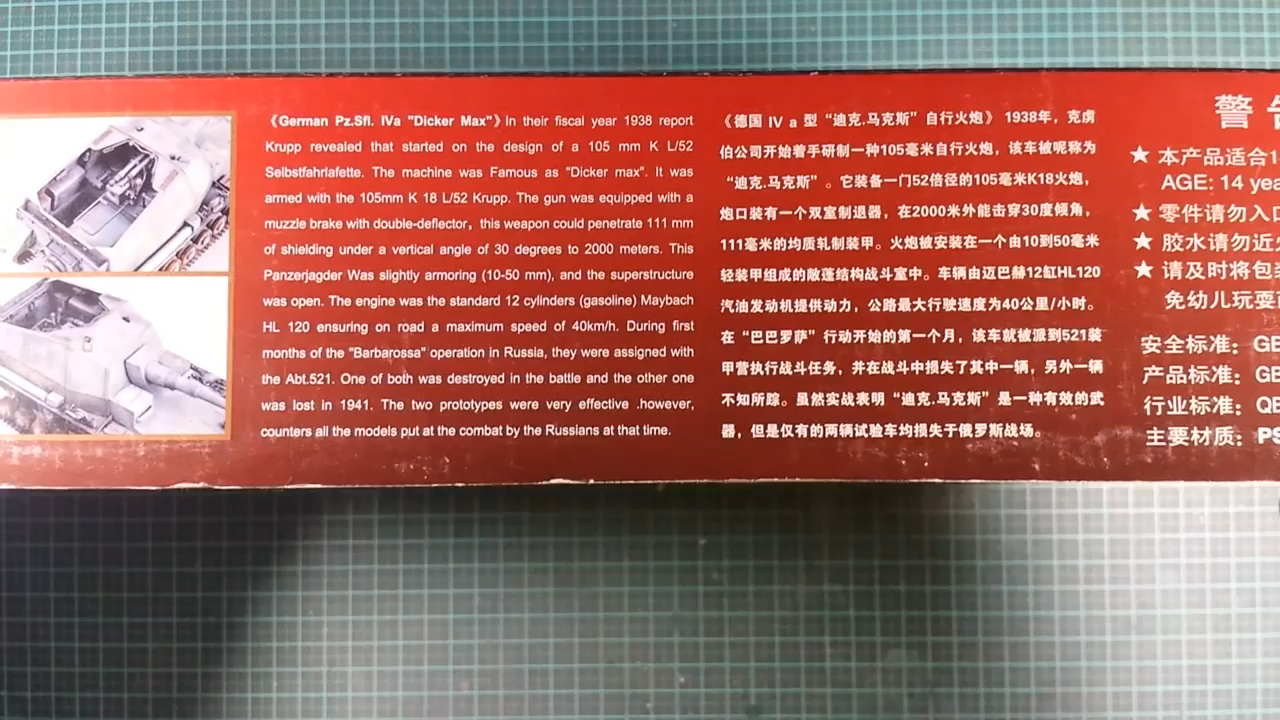 《German Pz.Sfl. IVa "Dicker Max"》In their fiscal year 1938 report
Krupp revealed that started on the design of a 105 mm K L/52
Selbstfahrlafette. The machine was Famous as "Dicker max". It was
armed with the 105mm K 18 L/52 Krupp. The gun was equipped with a
muzzle brake with double-deflector, this weapon could penetrate 111 mm
of shielding under a vertical angle of 30 degrees to 2000 meters. This
Panzerjagder Was slightly armoring (10-50 mm), and the superstructure
was open. The engine was the standard 12 cylinders (gasoline) Maybach
HL 120 ensuring on road a maximum speed of 40km/h. During first
months of the "Barbarossa" operation in Russia, they were assigned with
the Abt.521. One of both was destroyed in the battle and the other one
was lost in 1941. The two prototypes were very effective .however,
counters all the models put at the combat by the Russians at that time.
《德国 IV a 型 “迪克.马克斯” 自行火炮》 1938年，克虏
伯公司开始着手研制一种105毫米自行火炮，该车被昵称为
“迪克.马克斯” 。它装备一门52倍径的105毫米K18火炮，
炮口装有一个双室制退器，在2000米外能击穿30度倾角，
111毫米的均质轧制装甲。火炮被安装在一个由10到50毫米
轻装甲组成的敞蓬结构战斗室中。车辆由迈巴赫12缸HL120
汽油发动机提供动力，公路最大行驶速度为40公里/小时。
在 “巴巴罗萨” 行动开始的第一个月，该车就被派到521装
甲营执行战斗任务，并在战斗中损失了其中一辆，另外一辆
不知所踪。虽然实战表明 “迪克.马克斯” 是一种有效的武
器，但是仅有的两辆试验车均损失于俄罗斯战场。
警告
★ 本产品适合1
AGE: 14 yea
★ 零件请勿入口
★ 胶水请勿近
★ 请及时将包装
免幼儿玩耍
安全标准：GB
产品标准：GB
行业标准：QB
主要材质：PS